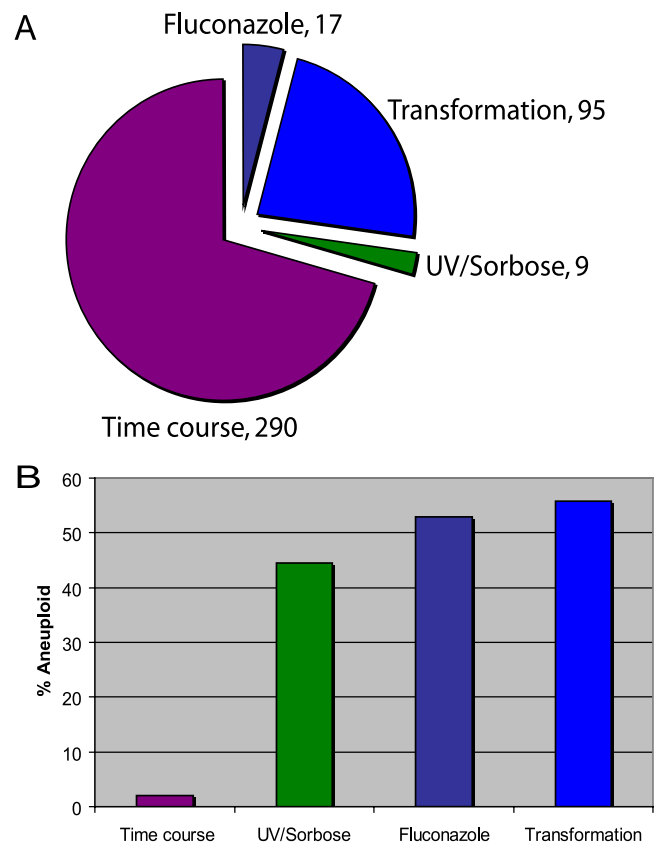 A
Fluconazole, 17
Transformation, 95
UV/Sorbose, 9
Time course, 290
B
60
50
40
30
20
10
0
% Aneuploid
Time course UV/Sorbose Fluconazole Transformation